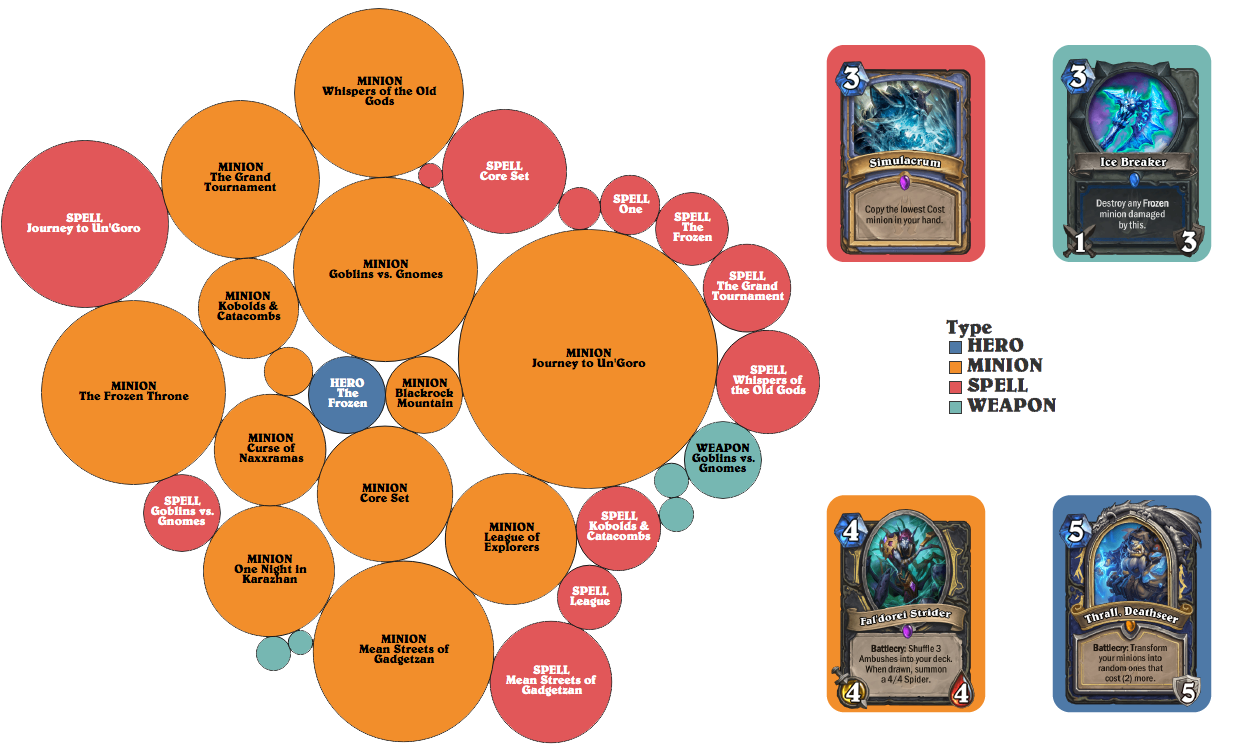 MINION
Whispers of the Old
Gods
MINION
The Grand
Tournament
SPELL
Core Set
SPELL
Journey to Un'Goro
SPELL
One
SPELL
The
Frozen
MINION
Goblins vs. Gnomes
SPELL
The Grand
Tournament
MINION
Kobolds &
Catacombs
MINION
Journey to Un'Goro
SPELL
Whispers of
the Old Gods
MINION
The Frozen Throne
HERO
The
Frozen
MINION
Blackrock
Mountain
MINION
Curse of
Naxxramas
WEAPON
Goblins vs.
Gnomes
MINION
Core Set
SPELL
Goblins vs.
Gnomes
MINION
League of
Explorers
SPELL
Kobolds &
Catacombs
MINION
One Night in
Karazhan
SPELL
League
MINION
Mean Streets of
Gadgetzan
SPELL
Mean Streets of
Gadgetzan
3
Simulacrum
Copy the lowest Cost
minion in your hand.
3
Ice Breaker
Destroy any Frozen
minion damaged
by this.
1
3
Type
HERO
MINION
SPELL
WEAPON
4
Fal'dorei Strider
Battlecry: Shuffle 3
Ambushes into your deck.
When drawn, summon
a 4/4 Spider.
4
4
5
Thrall, Deathseer
Battlecry: Transform
your minions into
random ones that
cost (2) more.
5